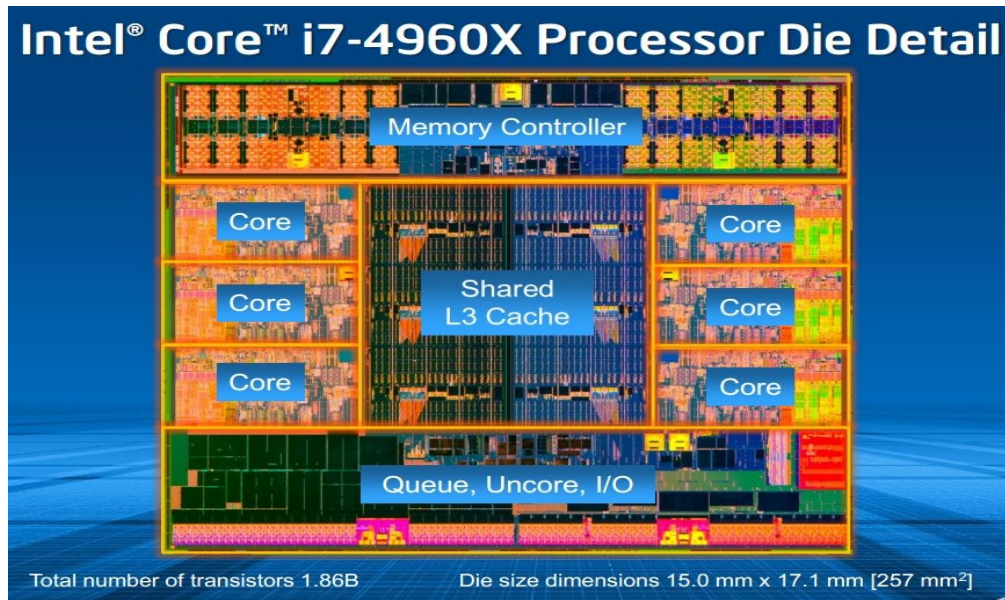 Intel® Core™ i7-4960X Processor Die Detail
Memory Controller
Core
Core
Shared
L3 Cache
Core
Core
Core
Core
Queue, Uncore, I/O
Total number of transistors 1.86B
Die size dimensions 15.0 mm x 17.1 mm [257 mm²]